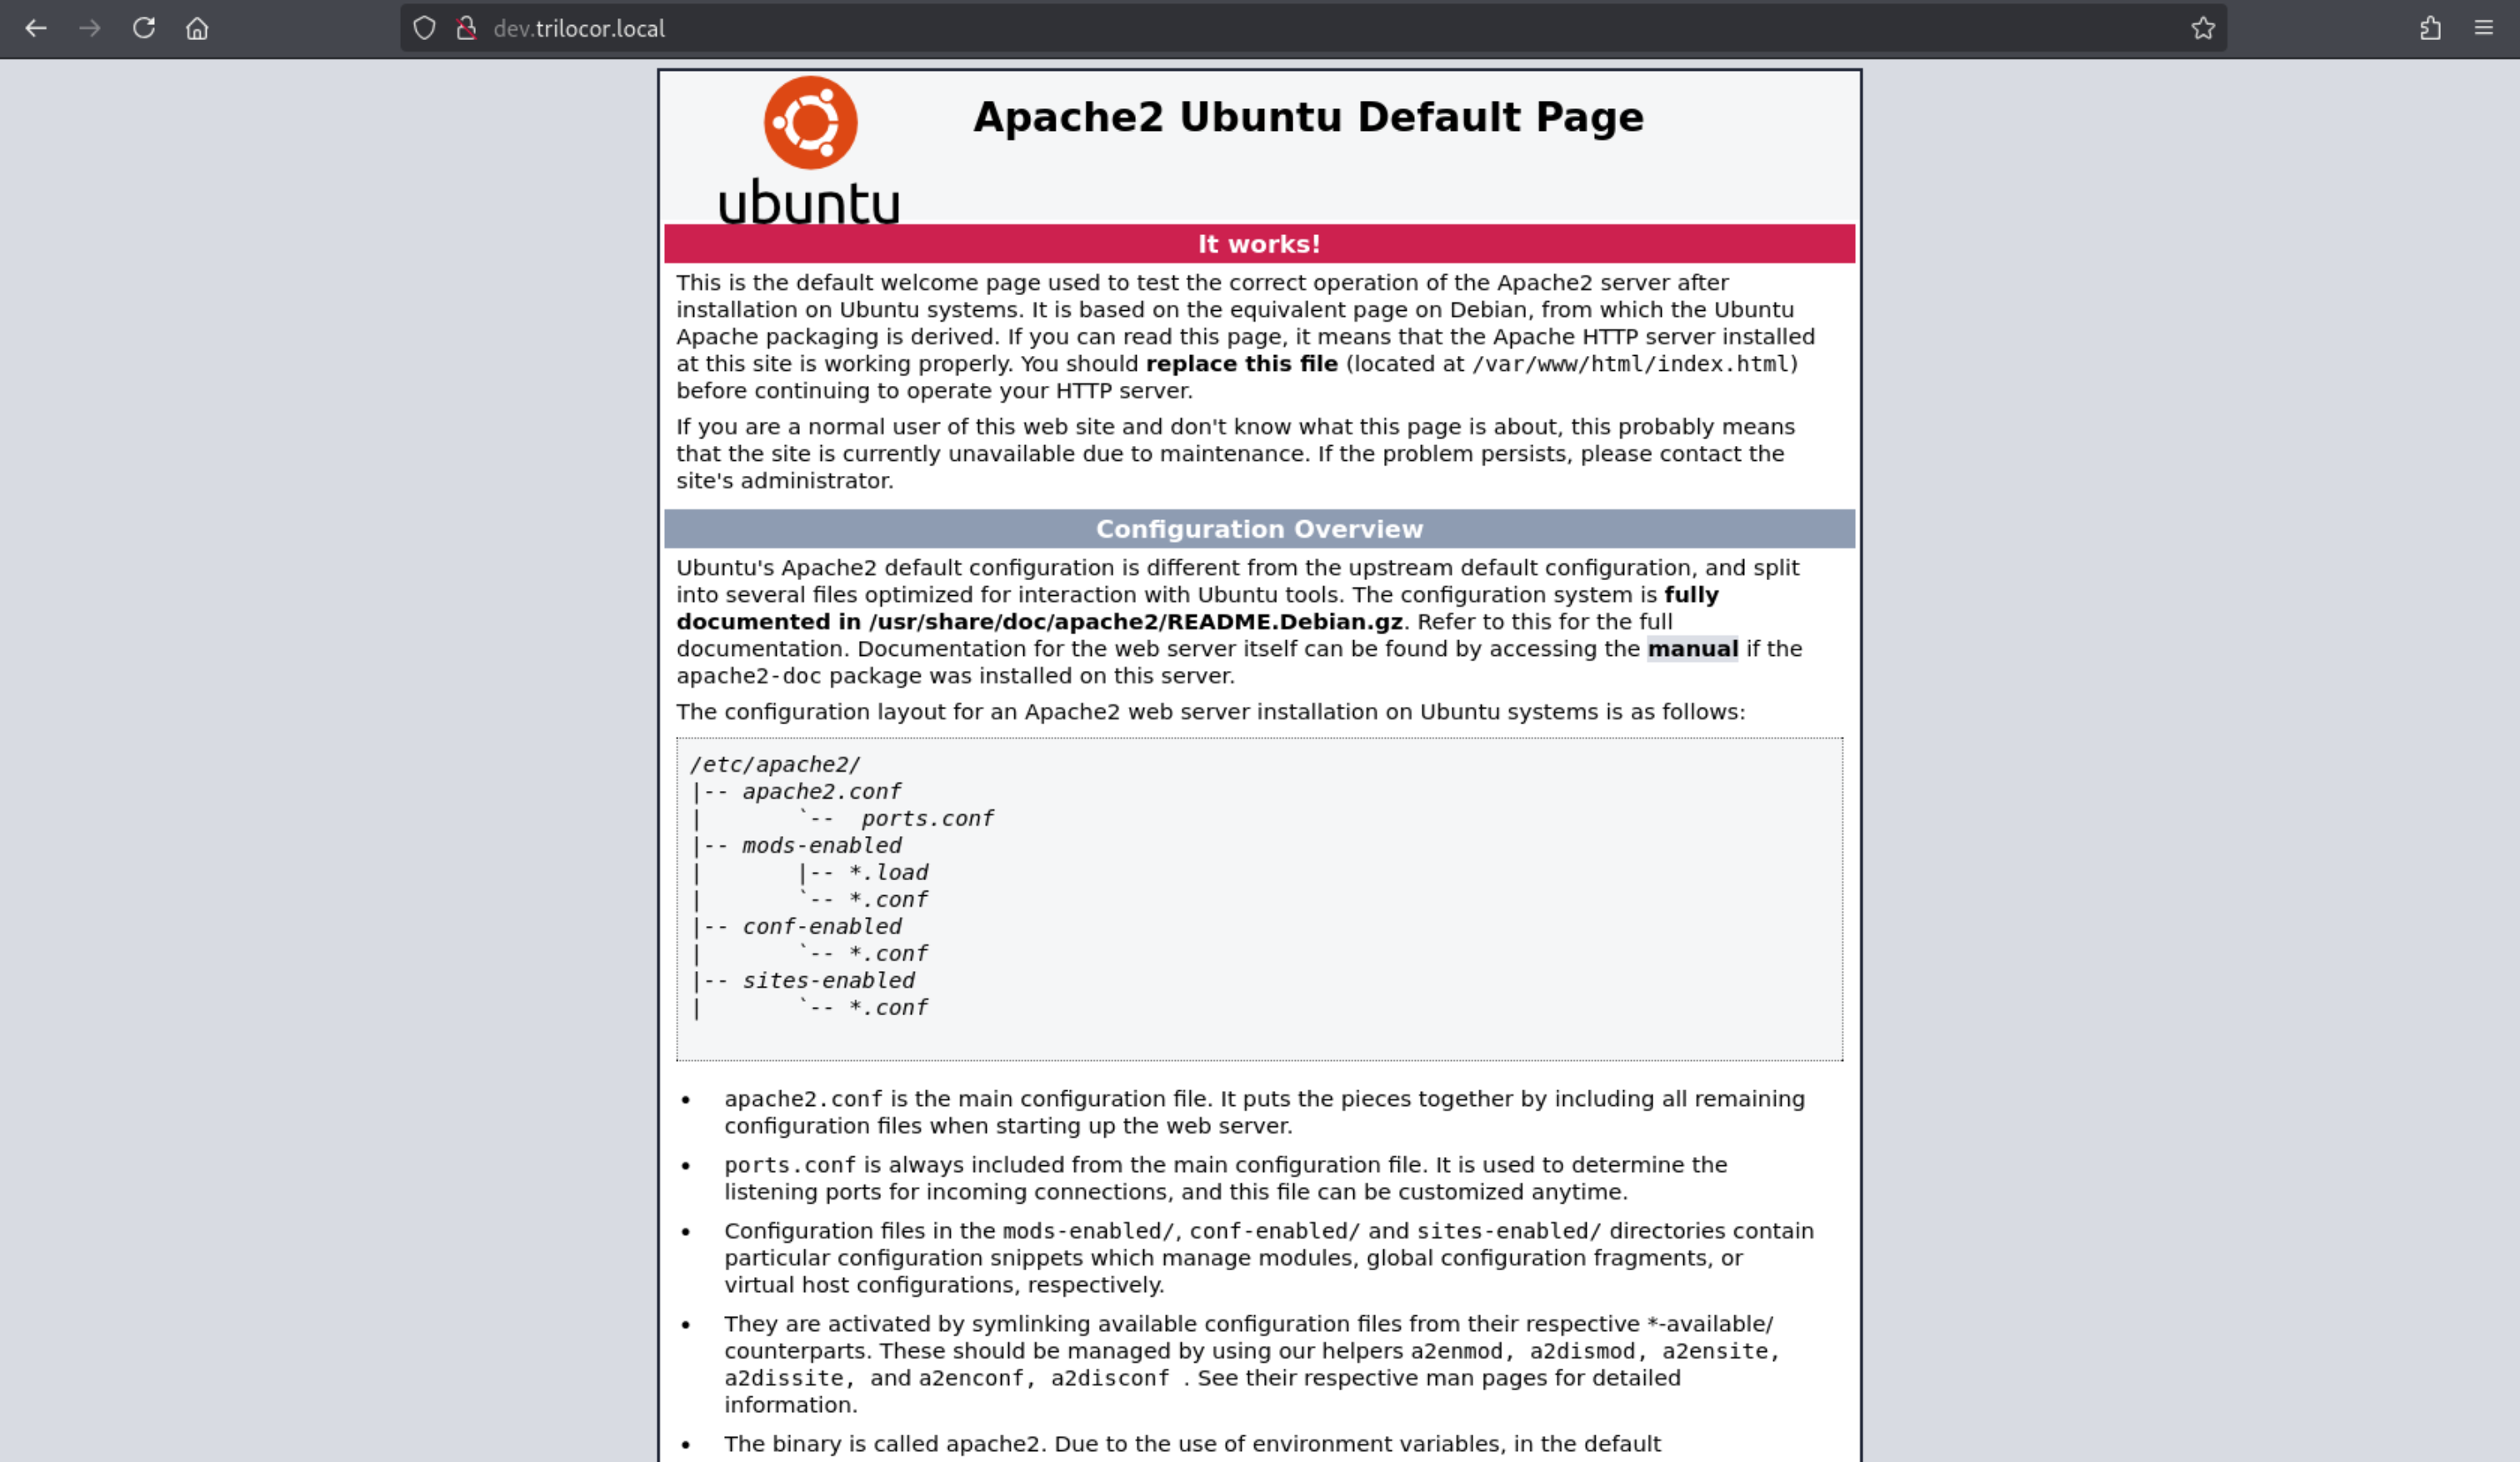 dev.trilocor.local
ubuntu
Apache2 Ubuntu Default Page
It works!
This is the default welcome page used to test the correct operation of the Apache2 server after
installation on Ubuntu systems. It is based on the equivalent page on Debian, from which the Ubuntu
Apache packaging is derived. If you can read this page, it means that the Apache HTTP server installed
at this site is working properly. You should replace this file (located at /var/www/html/index.html)
before continuing to operate your HTTP server.
If you are a normal user of this web site and don't know what this page is about, this probably means
that the site is currently unavailable due to maintenance. If the problem persists, please contact the
site's administrator.
Configuration Overview
Ubuntu's Apache2 default configuration is different from the upstream default configuration, and split
into several files optimized for interaction with Ubuntu tools. The configuration system is fully
documented in /usr/share/doc/apache2/README.Debian.gz. Refer to this for the full
documentation. Documentation for the web server itself can be found by accessing the manual if the
apache2-doc package was installed on this server.
The configuration layout for an Apache2 web server installation on Ubuntu systems is as follows:
/etc/apache2/
|-- apache2.conf
|       `--  ports.conf
|-- mods-enabled
|       |-- *.load
|       `-- *.conf
|-- conf-enabled
|       `-- *.conf
|-- sites-enabled
|       `-- *.conf
• apache2.conf is the main configuration file. It puts the pieces together by including all remaining
configuration files when starting up the web server.
• ports.conf is always included from the main configuration file. It is used to determine the
listening ports for incoming connections, and this file can be customized anytime.
• Configuration files in the mods-enabled/, conf-enabled/ and sites-enabled/ directories contain
particular configuration snippets which manage modules, global configuration fragments, or
virtual host configurations, respectively.
• They are activated by symlinking available configuration files from their respective *-available/
counterparts. These should be managed by using our helpers a2enmod, a2dismod, a2ensite,
a2dissite, and a2enconf, a2disconf . See their respective man pages for detailed
information.
• The binary is called apache2. Due to the use of environment variables, in the default